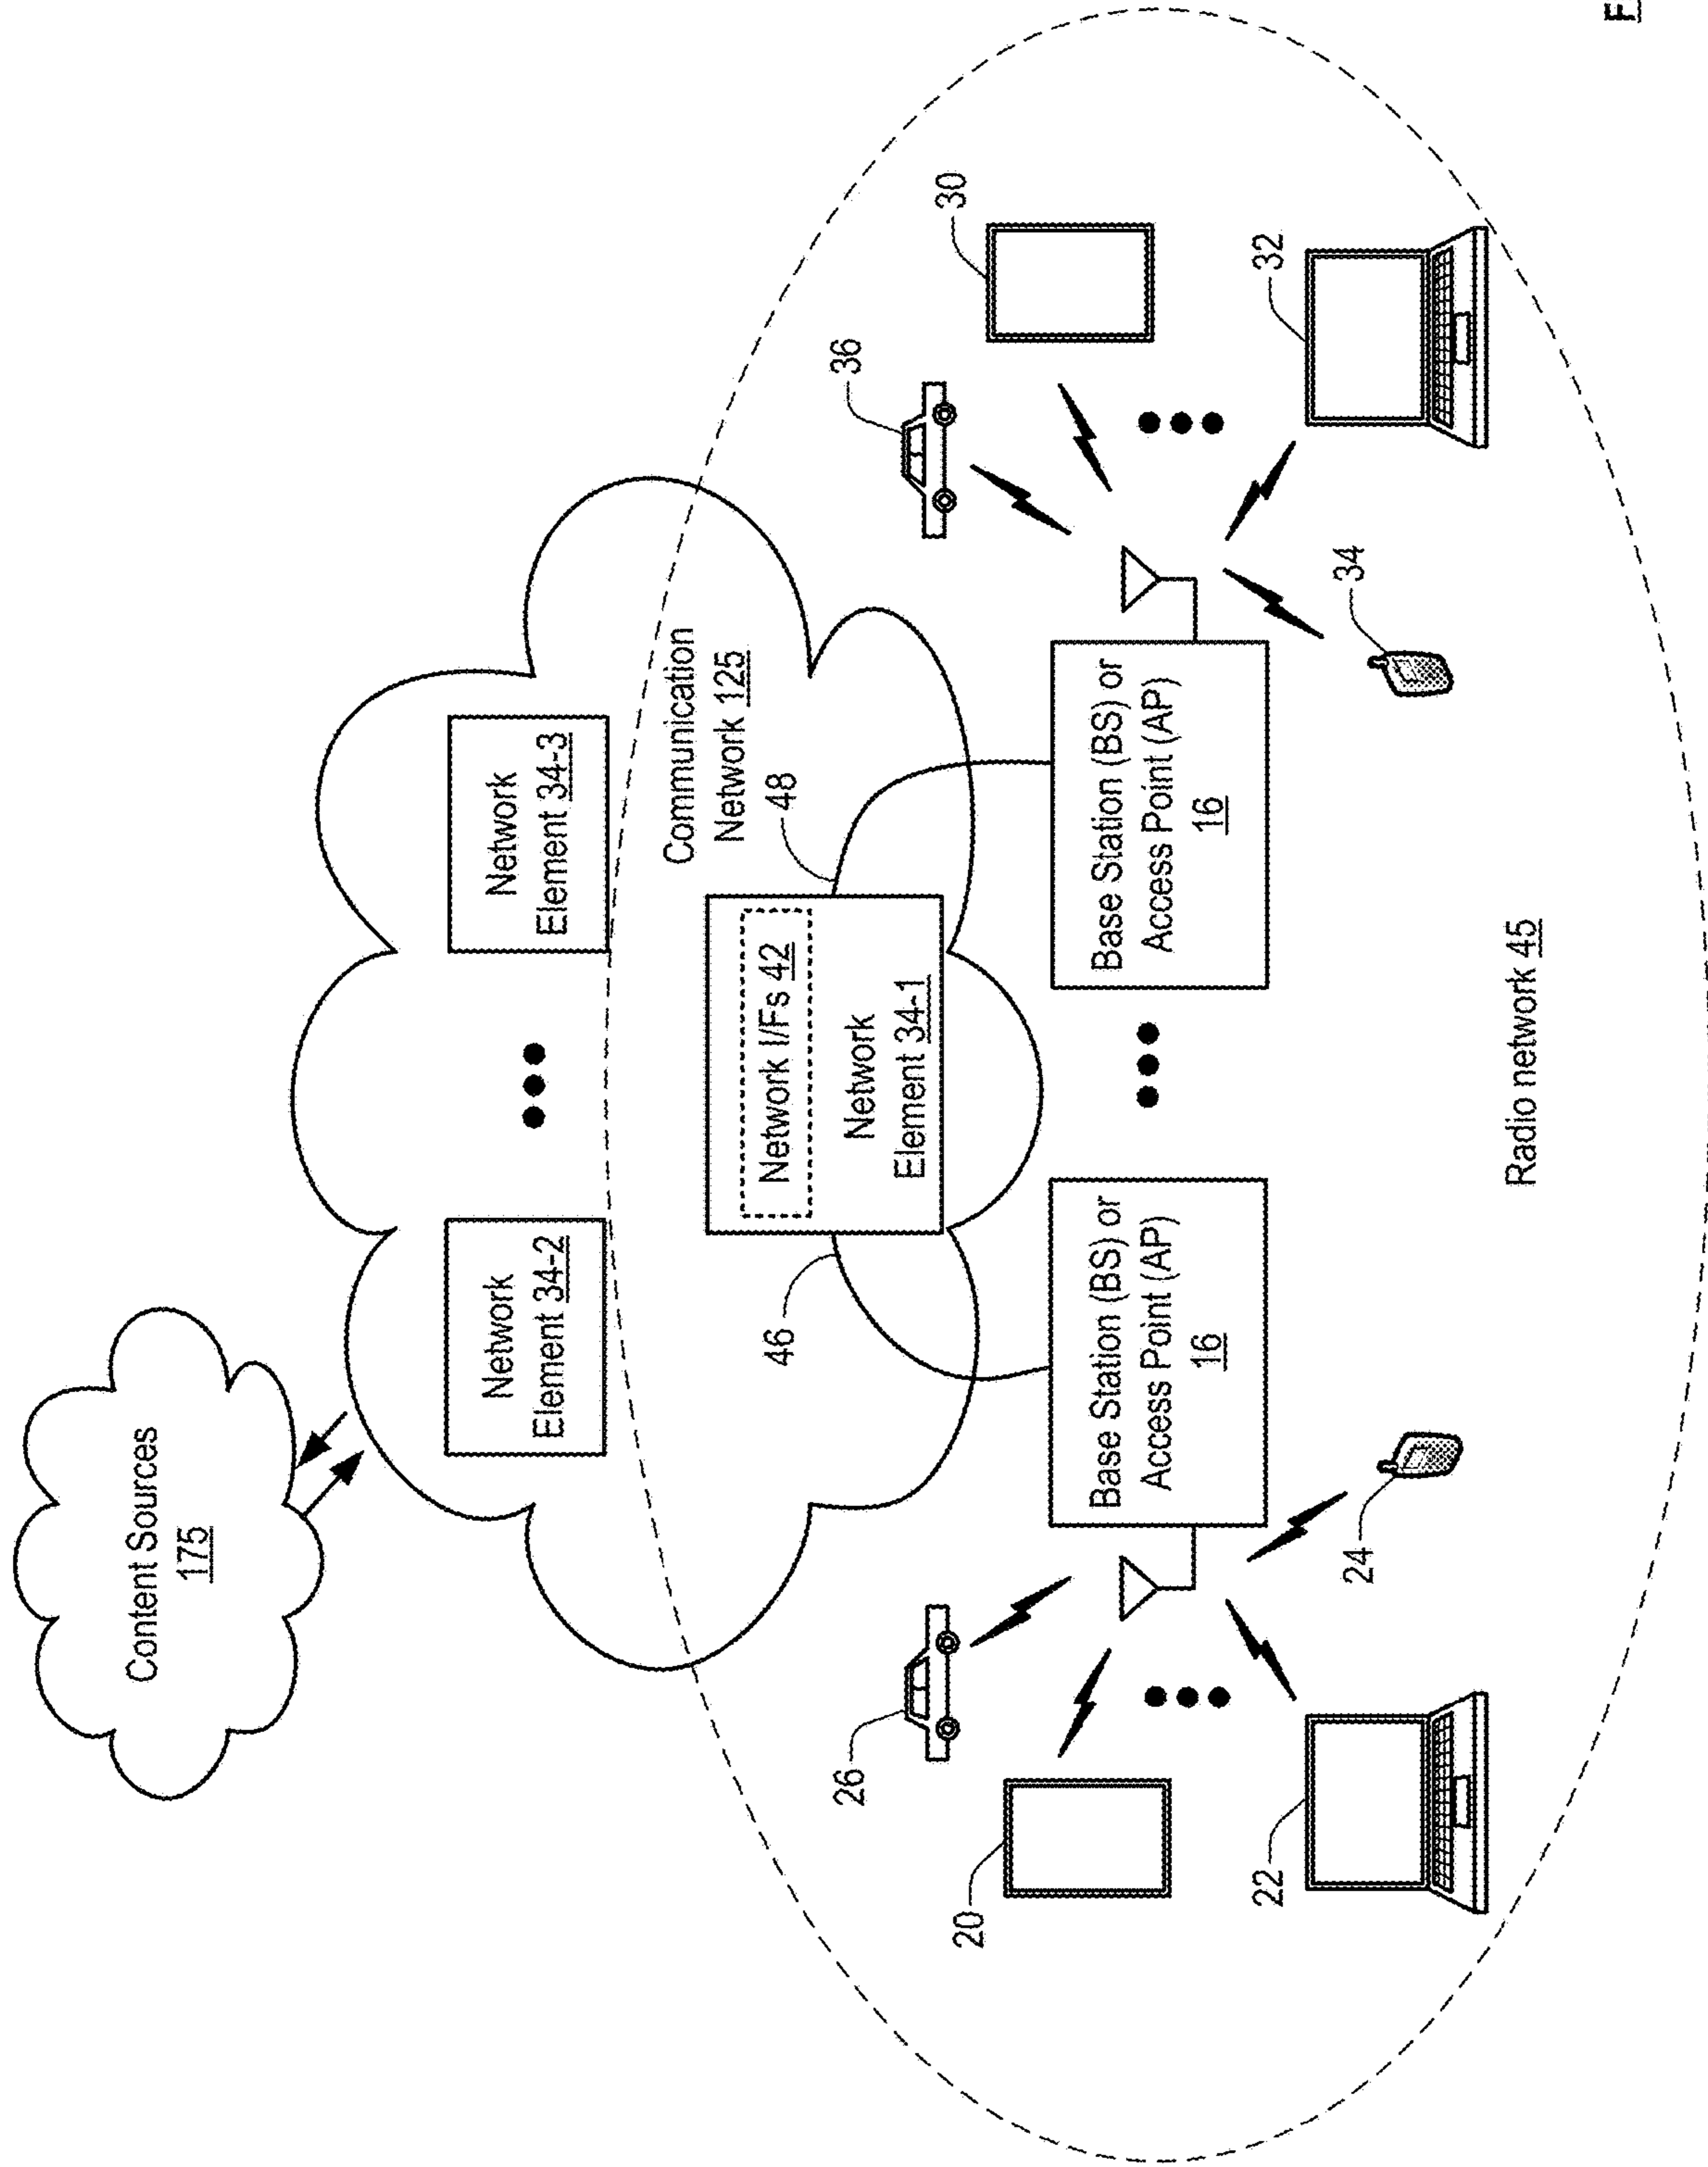 Content Sources
175
Network
Element 34-2
Network
Element 34-3
Communication
Network 125
Network I/Fs 42
Network
Element 34-1
46
48
26
36
20
30
Base Station (BS) or
Access Point (AP)
16
Base Station (BS) or
Access Point (AP)
16
22
32
24
34
Radio network 45
F